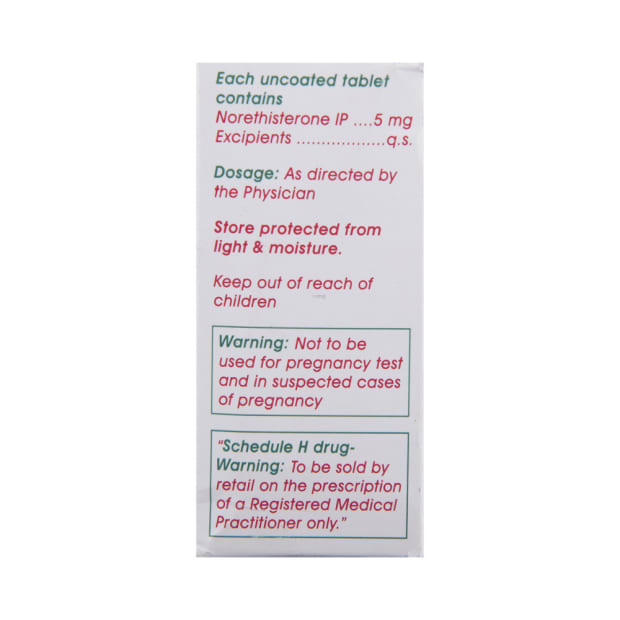 Each uncoated tablet
contains
Norethisterone IP ....5 mg
Excipients ..................q.s.
Dosage: As directed by
the Physician
Store protected from
light & moisture.
Keep out of reach of
children
Warning: Not to be
used for pregnancy test
and in suspected cases
of pregnancy
"Schedule H drug-
Warning: To be sold by
retail on the prescription
of a Registered Medical
Practitioner only."